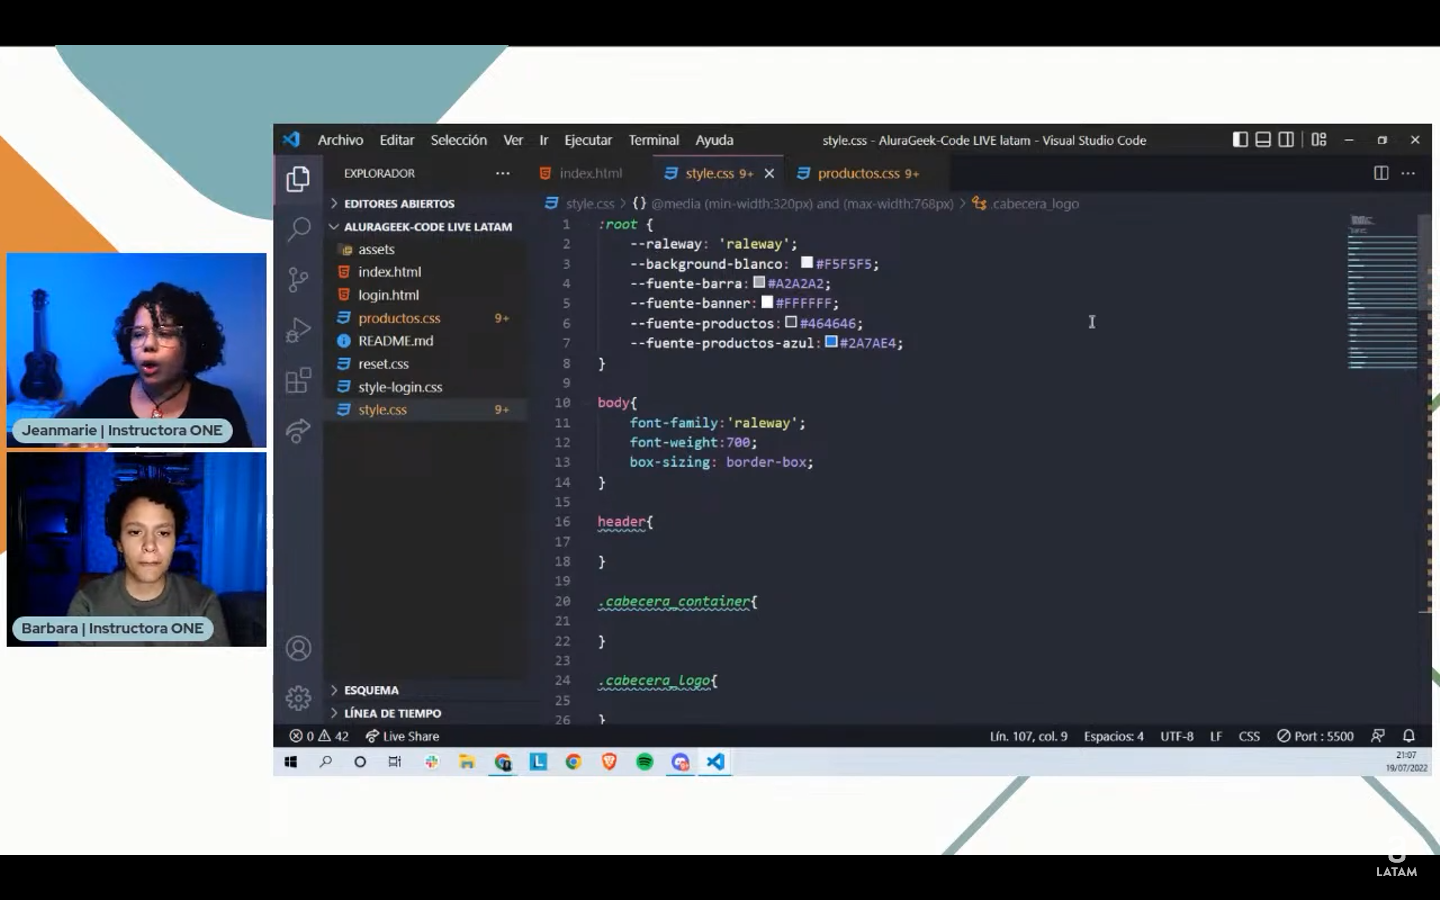 Archivo Editar Selección Ver Ir Ejecutar Terminal Ayuda style.css - AluraGeek-Code LIVE latam - Visual Studio Code
EXPLORADOR ... index.html style.css 9+ productos.css 9+ ...
EDITORES ABIERTOS
style.css > {} @media (min-width:320px) and (max-width:768px) > .cabecera_logo
ALURAGEEK-CODE LIVE LATAM
assets
index.html
login.html
productos.css 9+
README.md
reset.css
style-login.css
style.css 9+
ESQUEMA
LÍNEA DE TIEMPO
1 :root {
2 --raleway: 'raleway';
3 --background-blanco: #F5F5F5;
4 --fuente-barra: #A2A2A2;
5 --fuente-banner: #FFFFFF;
6 --fuente-productos: #464646;
7 --fuente-productos-azul: #2A7AE4;
8 }
9
10 body{
11 font-family:'raleway';
12 font-weight:700;
13 box-sizing: border-box;
14 }
15
16 header{
17
18 }
19
20 .cabecera_container{
21
22 }
23
24 .cabecera_logo{
25
26 }
0 42 Live Share Lín. 107, col. 9 Espacios: 4 UTF-8 LF CSS Port : 5500
21:07
19/07/2022
Jeanmarie | Instructora ONE
Barbara | Instructora ONE
LATAM